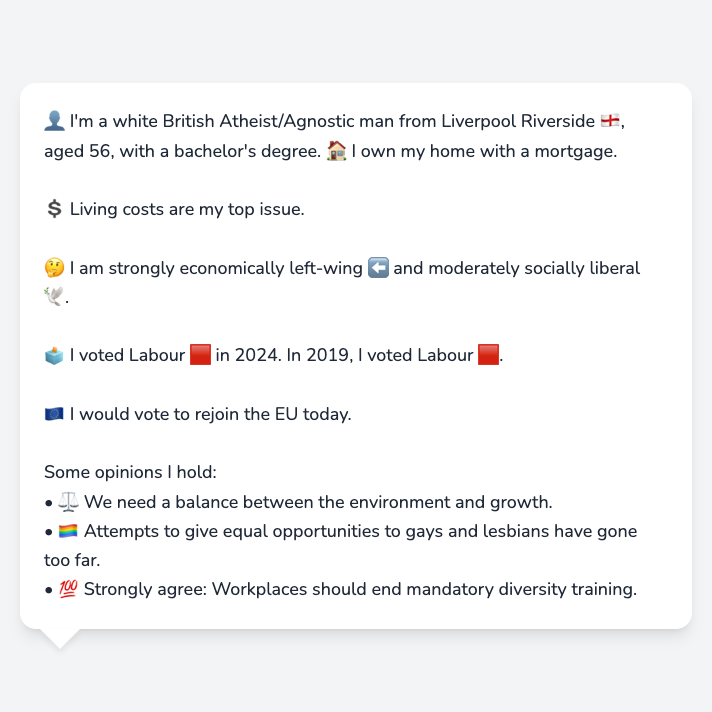 👤 I'm a white British Atheist/Agnostic man from Liverpool Riverside 🏴󠁧󠁢󠁥󠁮󠁧󠁿,
aged 56, with a bachelor's degree. 🏠 I own my home with a mortgage.
💲 Living costs are my top issue.
🤔 I am strongly economically left-wing ⬅️ and moderately socially liberal
🕊️.
🗳️ I voted Labour 🟥 in 2024. In 2019, I voted Labour 🟥.
🇪🇺 I would vote to rejoin the EU today.
Some opinions I hold:
• ⚖️ We need a balance between the environment and growth.
• 🏳️‍🌈 Attempts to give equal opportunities to gays and lesbians have gone
too far.
• 💯 Strongly agree: Workplaces should end mandatory diversity training.